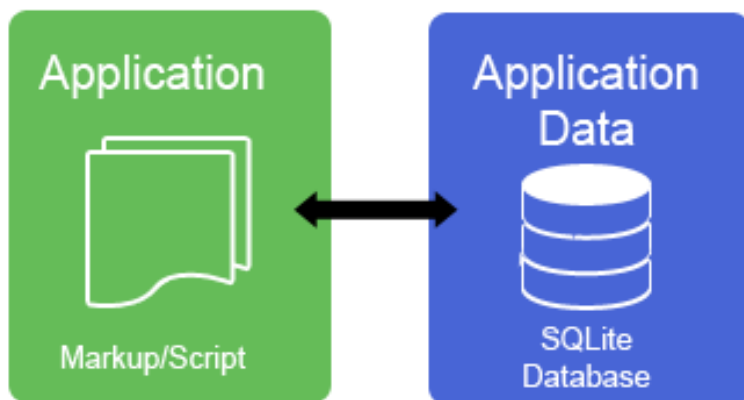 Application
Markup/Script
Application
Data
SQLite
Database